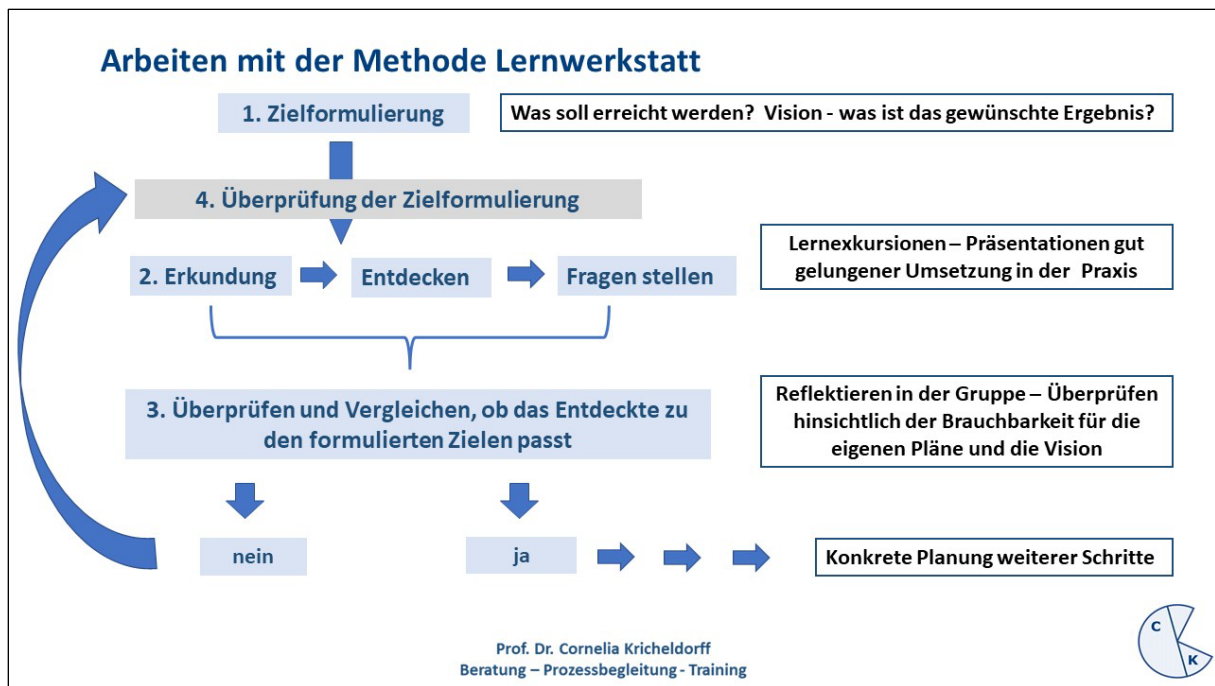 Arbeiten mit der Methode Lernwerkstatt
1. Zielformulierung
Was soll erreicht werden? Vision - was ist das gewünschte Ergebnis?
4. Überprüfung der Zielformulierung
2. Erkundung
Entdecken
Fragen stellen
Lernexkursionen – Präsentationen gut
gelungener Umsetzung in der Praxis
3. Überprüfen und Vergleichen, ob das Entdeckte zu
den formulierten Zielen passt
Reflektieren in der Gruppe – Überprüfen
hinsichtlich der Brauchbarkeit für die
eigenen Pläne und die Vision
nein
ja
Konkrete Planung weiterer Schritte
Prof. Dr. Cornelia Kricheldorff
Beratung – Prozessbegleitung - Training
C
K